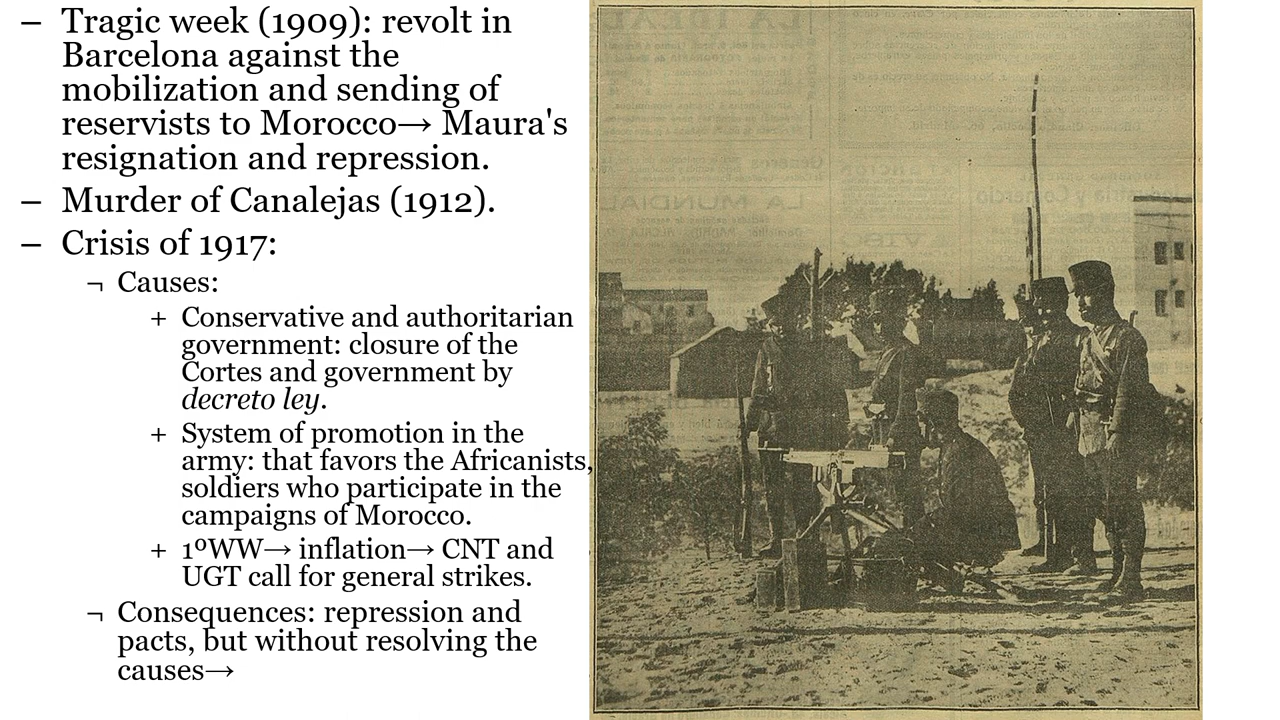 – Tragic week (1909): revolt in
Barcelona against the
mobilization and sending of
reservists to Morocco→ Maura's
resignation and repression.
– Murder of Canalejas (1912).
– Crisis of 1917:
¬ Causes:
+ Conservative and authoritarian
government: closure of the
Cortes and government by
decreto ley.
+ System of promotion in the
army: that favors the Africanists,
soldiers who participate in the
campaigns of Morocco.
+ 1ºWW→ inflation→ CNT and
UGT call for general strikes.
¬ Consequences: repression and
pacts, but without resolving the
causes→
LA IDEAL
LA MUNDIAL